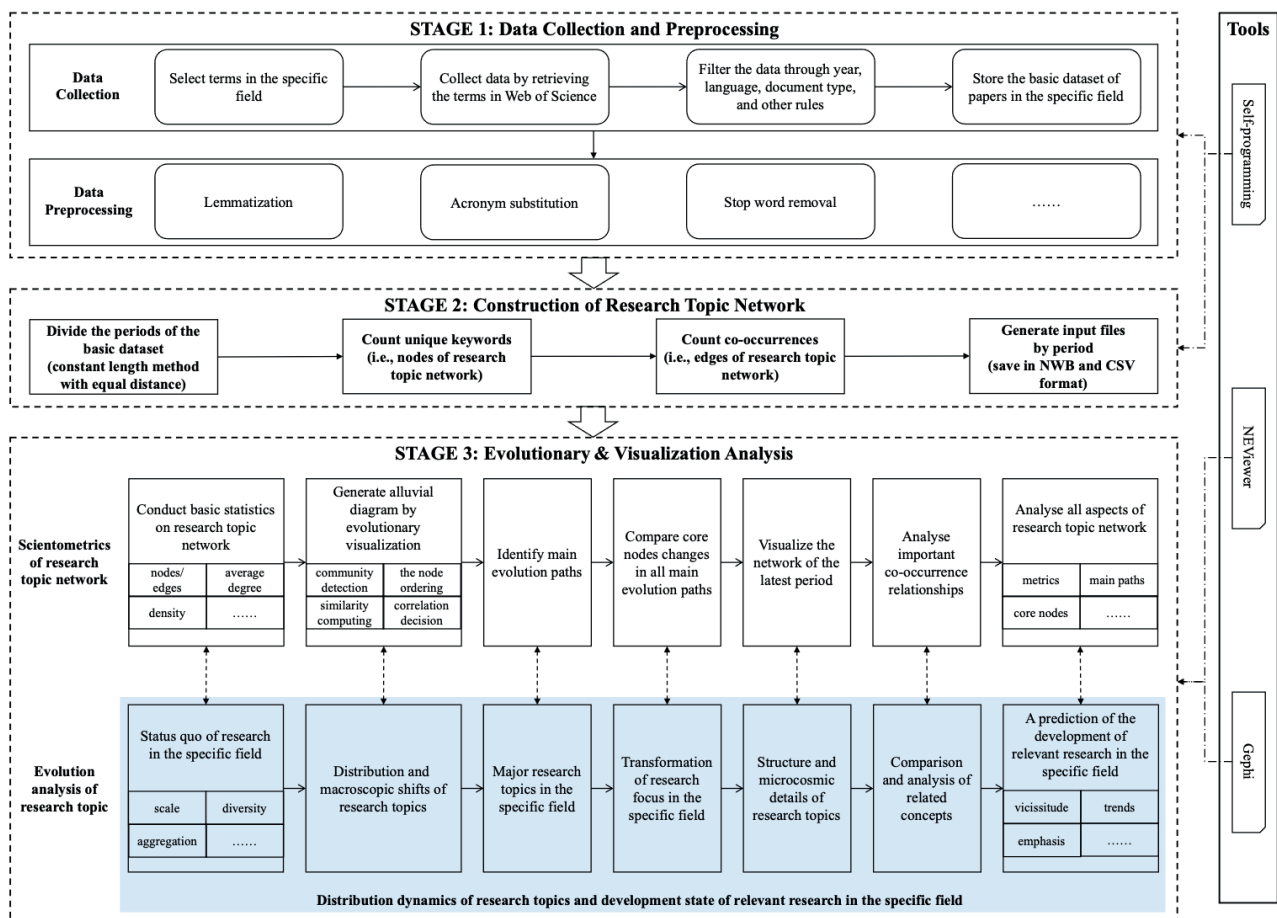 STAGE 1: Data Collection and Preprocessing
Data
Collection
Select terms in the specific
field
Collect data by retrieving
the terms in Web of Science
Filter the data through year,
language, document type,
and other rules
Store the basic dataset of
papers in the specific field
Data
Preprocessing
Lemmatization
Acronym substitution
Stop word removal
……
STAGE 2: Construction of Research Topic Network
Divide the periods of the
basic dataset
(constant length method
with equal distance)
Count unique keywords
(i.e., nodes of research
topic network)
Count co-occurrences
(i.e., edges of research topic
network)
Generate input files
by period
(save in NWB and CSV
format)
STAGE 3: Evolutionary & Visualization Analysis
Scientometrics
of research
topic network
Conduct basic statistics
on research topic
network
nodes/
edges
average
degree
density
……
Generate alluvial
diagram by
evolutionary
visualization
community
detection
the node
ordering
similarity
computing
correlation
decision
Identify main
evolution paths
Compare core
nodes changes
in all main
evolution paths
Visualize the
network of the
latest period
Analyse
important
co-occurrence
relationships
Analyse all aspects of
research topic network
metrics
main paths
core nodes
……
Evolution
analysis of
research topic
Status quo of research
in the specific field
scale
diversity
aggregation
……
Distribution and
macroscopic shifts of
research topics
Major research
topics in the
specific field
Transformation
of research
focus in the
specific field
Structure and
microcosmic
details of
research topics
Comparison
and analysis of
related
concepts
A prediction of the
development of
relevant research in the
specific field
vicissitude
trends
emphasis
……
Distribution dynamics of research topics and development state of relevant research in the specific field
Tools
Self-programming
NEViewer
Gephi